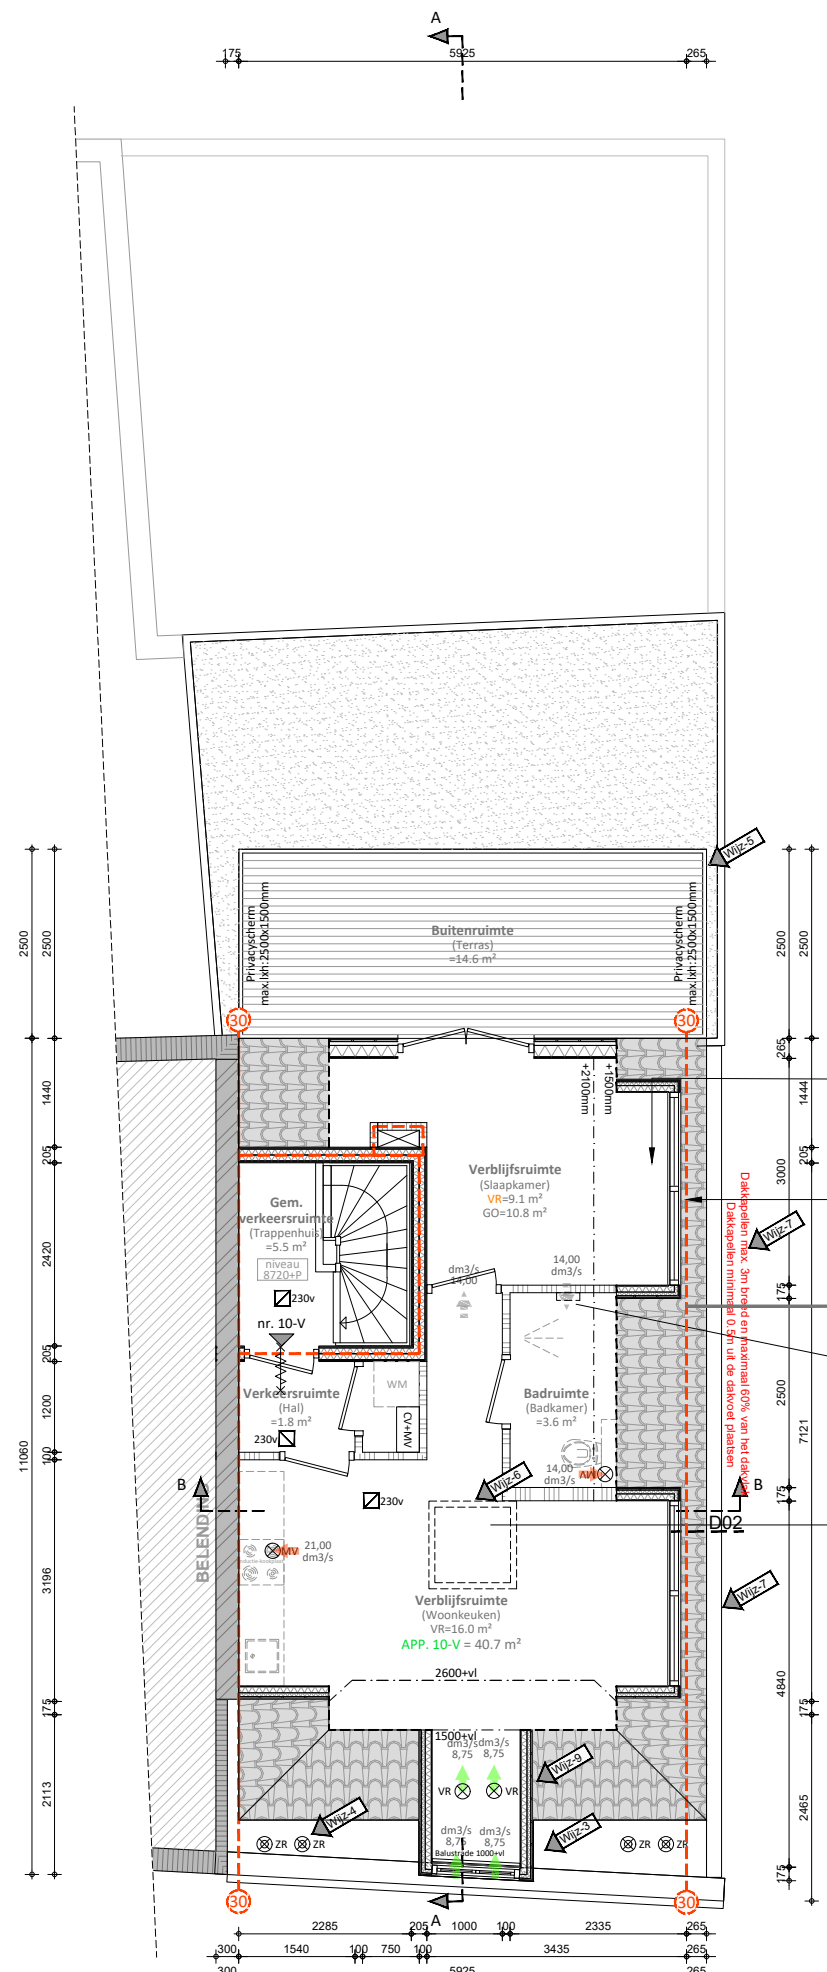 A
175
5925
265
Wijz-5
2500
2500
Privacyscherm
max.lxh:2500x1500mm
Buitenruimte
(Terras)
=14.6 m²
Privacyscherm
max.lxh:2500x1500mm
2500
2500
30
30
+2100mm
+1500mm
265
1440
1444
205
205
3000
Verblijfsruimte
(Slaapkamer)
VR=9.1 m²
GO=10.8 m²
Gem.
verkeersruimte
(Trappenhuis)
=5.5 m²
niveau
8720+P
230v
nr. 10-V
2420
Dakkapellen max. 3m breed en maximaal 60% van het dakvlak
Dakkapellen minimaal 0.5m uit de dakvoet plaatsen
Wijz-7
dm3/s
14,00
14,00
dm3/s
175
205
Verkeersruimte
(Hal)
=1.8 m²
230v
WM
CV+MV
Badruimte
(Badkamer)
=3.6 m²
14,00
dm3/s
MV
1200
100
2500
7121
11060
B
B
175
Wijz-6
230v
D02
BELEND
MV
21,00
dm3/s
3196
Verblijfsruimte
(Woonkeuken)
VR=16.0 m²
APP. 10-V = 40.7 m²
Wijz-7
2600+vl
4840
175
175
1500+vl
dm3/s
8,75
dm3/s
8,75
VR
VR
Wijz-9
2113
2465
Wijz-4
Wijz-3
ZR
ZR
ZR
ZR
dm3/s
8,75
dm3/s
8,75
Balustrade 1000+vl
175
30
30
A
2285
205
1000
100
2335
265
300
1540
100
750
100
3435
265
300
5925
265